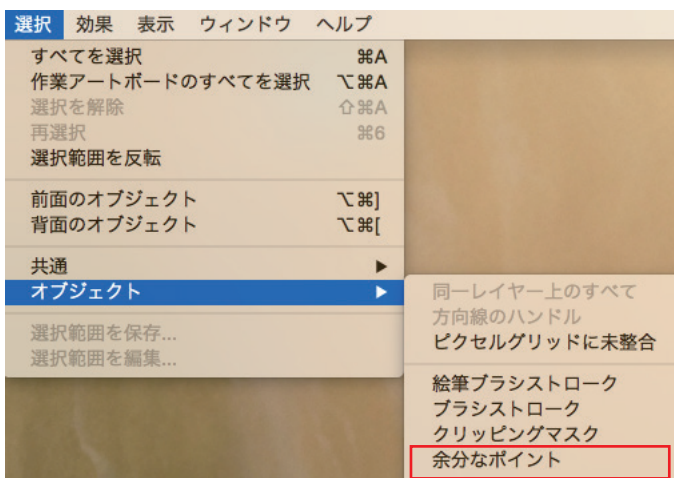 選択 効果 表示 ウィンドウ ヘルプ
すべてを選択 ⌘A
作業アートボードのすべてを選択 ⌥⌘A
選択を解除 ⇧⌘A
再選択 ⌘6
選択範囲を反転
前面のオブジェクト ⌥⌘]
背面のオブジェクト ⌥⌘[
共通 ▶
オブジェクト ▶
選択範囲を保存...
選択範囲を編集...
同一レイヤー上のすべて
方向線のハンドル
ピクセルグリッドに未整合
絵筆ブラシストローク
ブラシストローク
クリッピングマスク
余分なポイント